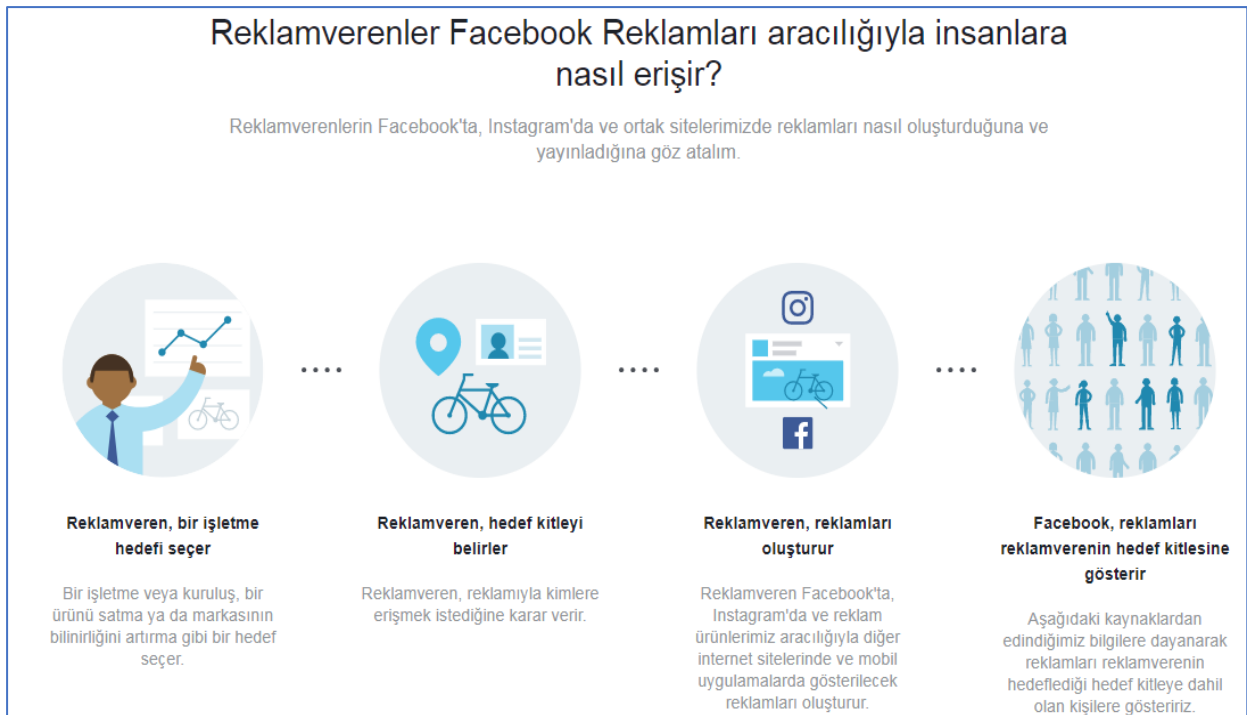 Reklamverenler Facebook Reklamları aracılığıyla insanlara
nasıl erişir?
Reklamverenlerin Facebook'ta, Instagram'da ve ortak sitelerimizde reklamları nasıl oluşturduğuna ve
yayınladığına göz atalım.
Reklamveren, bir işletme
hedefi seçer
Bir işletme veya kuruluş, bir
ürünü satma ya da markasının
bilinirliğini artırma gibi bir hedef
seçer.
Reklamveren, hedef kitleyi
belirler
Reklamveren, reklamıyla kimlere
erişmek istediğine karar verir.
Reklamveren, reklamları
oluşturur
Reklamveren Facebook'ta,
Instagram'da ve reklam
ürünlerimiz aracılığıyla diğer
internet sitelerinde ve mobil
uygulamalarda gösterilecek
reklamları oluşturur.
Facebook, reklamları
reklamverenin hedef kitlesine
gösterir
Aşağıdaki kaynaklardan
edindiğimiz bilgilere dayanarak
reklamları reklamverenin
hedeflediği hedef kitleye dahil
olan kişilere gösteririz.